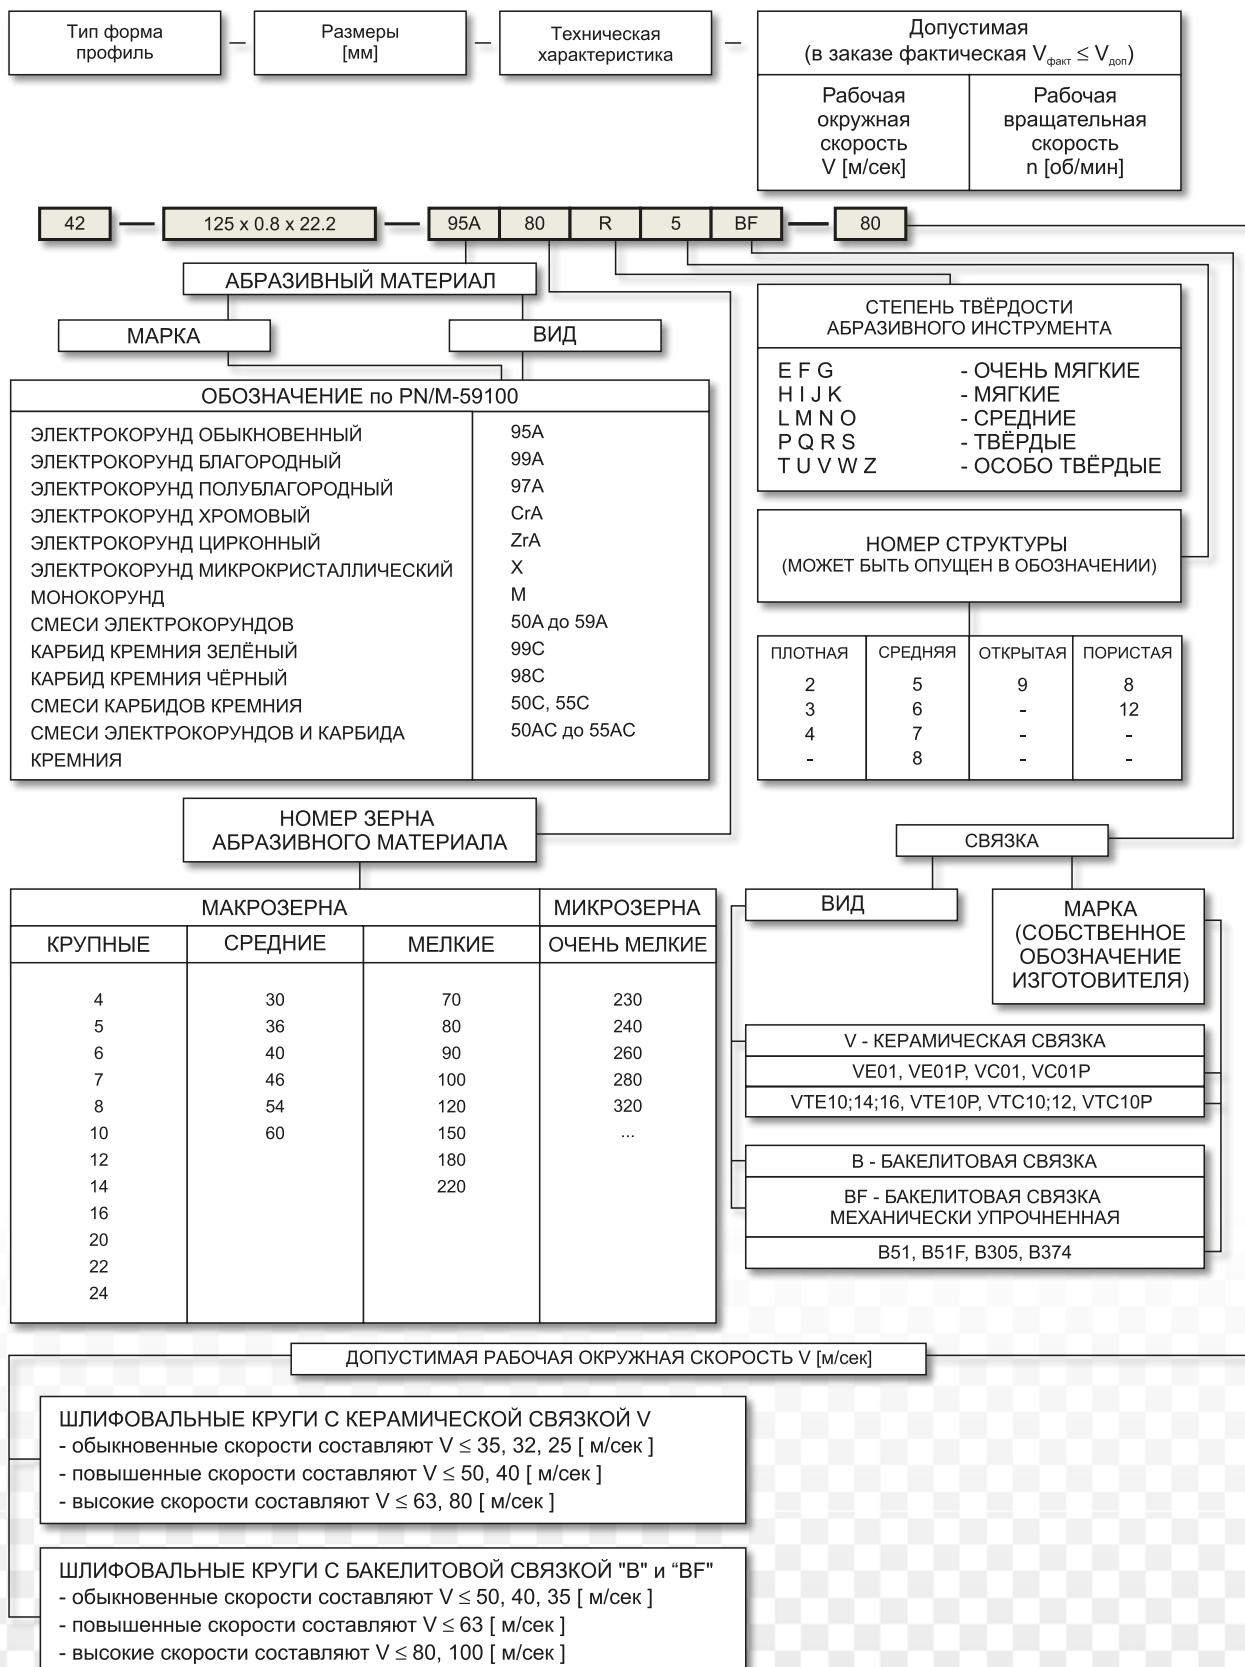 Тип форма
профиль
Размеры
[мм]
Техническая
характеристика
Допустимая
(в заказе фактическая Vфакт ≤ Vдоп)
Рабочая
окружная
скорость
V [м/сек]
Рабочая
вращательная
скорость
n [об/мин]
42
125 x 0.8 x 22.2
95A 80 R 5 BF
80
АБРАЗИВНЫЙ МАТЕРИАЛ
МАРКА
ВИД
ОБОЗНАЧЕНИЕ по PN/M-59100
ЭЛЕКТРОКОРУНД ОБЫКНОВЕННЫЙ 95A
ЭЛЕКТРОКОРУНД БЛАГОРОДНЫЙ 99A
ЭЛЕКТРОКОРУНД ПОЛУБЛАГОРОДНЫЙ 97A
ЭЛЕКТРОКОРУНД ХРОМОВЫЙ CrA
ЭЛЕКТРОКОРУНД ЦИРКОННЫЙ ZrA
ЭЛЕКТРОКОРУНД МИКРОКРИСТАЛЛИЧЕСКИЙ X
МОНОКОРУНД M
СМЕСИ ЭЛЕКТРОКОРУНДОВ 50A до 59A
КАРБИД КРЕМНИЯ ЗЕЛЁНЫЙ 99C
КАРБИД КРЕМНИЯ ЧЁРНЫЙ 98C
СМЕСИ КАРБИДОВ КРЕМНИЯ 50C, 55C
СМЕСИ ЭЛЕКТРОКОРУНДОВ И КАРБИДА 50AC до 55AC
КРЕМНИЯ
СТЕПЕНЬ ТВЁРДОСТИ
АБРАЗИВНОГО ИНСТРУМЕНТА
E F G - ОЧЕНЬ МЯГКИЕ
H I J K - МЯГКИЕ
L M N O - СРЕДНИЕ
P Q R S - ТВЁРДЫЕ
T U V W Z - ОСОБО ТВЁРДЫЕ
НОМЕР СТРУКТУРЫ
(МОЖЕТ БЫТЬ ОПУЩЕН В ОБОЗНАЧЕНИИ)
ПЛОТНАЯ СРЕДНЯЯ ОТКРЫТАЯ ПОРИСТАЯ
2 5 9 8
3 6 - 12
4 7 - -
- 8 - -
НОМЕР ЗЕРНА
АБРАЗИВНОГО МАТЕРИАЛА
МАКРОЗЕРНА МИКРОЗЕРНА
КРУПНЫЕ СРЕДНИЕ МЕЛКИЕ ОЧЕНЬ МЕЛКИЕ
4 30 70 230
5 36 80 240
6 40 90 260
7 46 100 280
8 54 120 320
10 60 150 ...
12 180
14 220
16
20
22
24
СВЯЗКА
ВИД
МАРКА
(СОБСТВЕННОЕ
ОБОЗНАЧЕНИЕ
ИЗГОТОВИТЕЛЯ)
V - КЕРАМИЧЕСКАЯ СВЯЗКА
VE01, VE01P, VC01, VC01P
VTE10;14;16, VTE10P, VTC10;12, VTC10P
B - БАКЕЛИТОВАЯ СВЯЗКА
BF - БАКЕЛИТОВАЯ СВЯЗКА
МЕХАНИЧЕСКИ УПРОЧНЕННАЯ
B51, B51F, B305, B374
ДОПУСТИМАЯ РАБОЧАЯ ОКРУЖНАЯ СКОРОСТЬ V [м/сек]
ШЛИФОВАЛЬНЫЕ КРУГИ С КЕРАМИЧЕСКОЙ СВЯЗКОЙ V
- обыкновенные скорости составляют V ≤ 35, 32, 25 [ м/сек ]
- повышенные скорости составляют V ≤ 50, 40 [ м/сек ]
- высокие скорости составляют V ≤ 63, 80 [ м/сек ]
ШЛИФОВАЛЬНЫЕ КРУГИ С БАКЕЛИТОВОЙ СВЯЗКОЙ "B" и “BF"
- обыкновенные скорости составляют V ≤ 50, 40, 35 [ м/сек ]
- повышенные скорости составляют V ≤ 63 [ м/сек ]
- высокие скорости составляют V ≤ 80, 100 [ м/сек ]